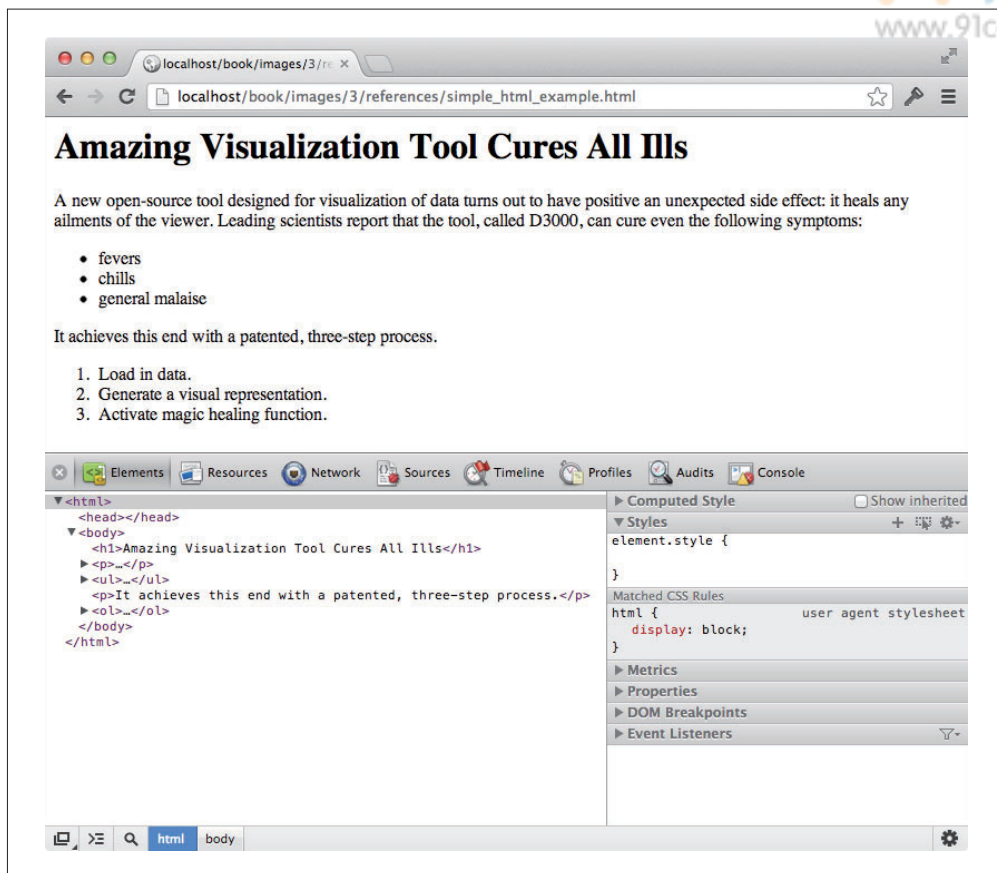 www.91c
localhost/book/images/3/re
localhost/book/images/3/references/simple_html_example.html
Amazing Visualization Tool Cures All Ills
A new open-source tool designed for visualization of data turns out to have positive an unexpected side effect: it heals any
ailments of the viewer. Leading scientists report that the tool, called D3000, can cure even the following symptoms:
• fevers
• chills
• general malaise
It achieves this end with a patented, three-step process.
1. Load in data.
2. Generate a visual representation.
3. Activate magic healing function.
Elements Resources Network Sources Timeline Profiles Audits Console
▼<html>
<head></head>
▼<body>
<h1>Amazing Visualization Tool Cures All Ills</h1>
▶<p>…</p>
▶<ul>…</ul>
<p>It achieves this end with a patented, three-step process.</p>
▶<ol>…</ol>
</body>
</html>
▶ Computed Style Show inherited
▼ Styles
element.style {
}
Matched CSS Rules
html { user agent stylesheet
display: block;
}
▶ Metrics
▶ Properties
▶ DOM Breakpoints
▶ Event Listeners
html body